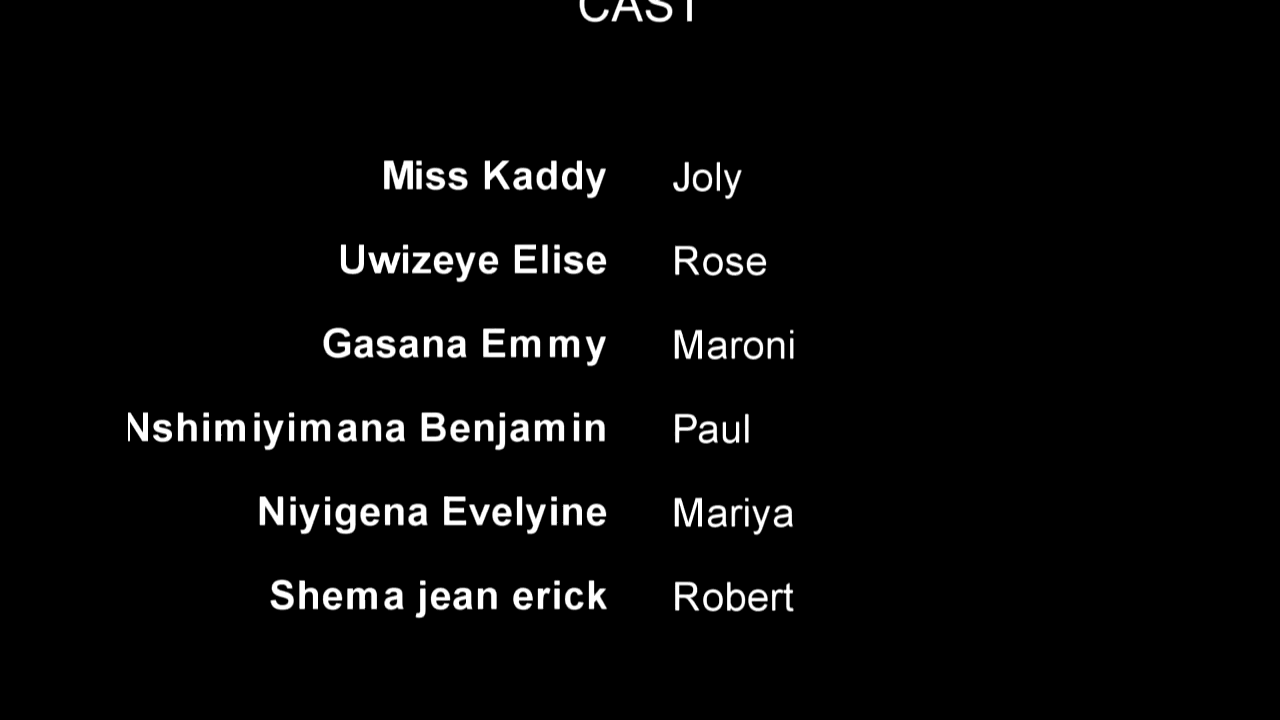 CAST
Miss Kaddy Joly
Uwizeye Elise Rose
Gasana Emmy Maroni
Nshimiyimana Benjamin Paul
Niyigena Evelyine Mariya
Shema jean erick Robert